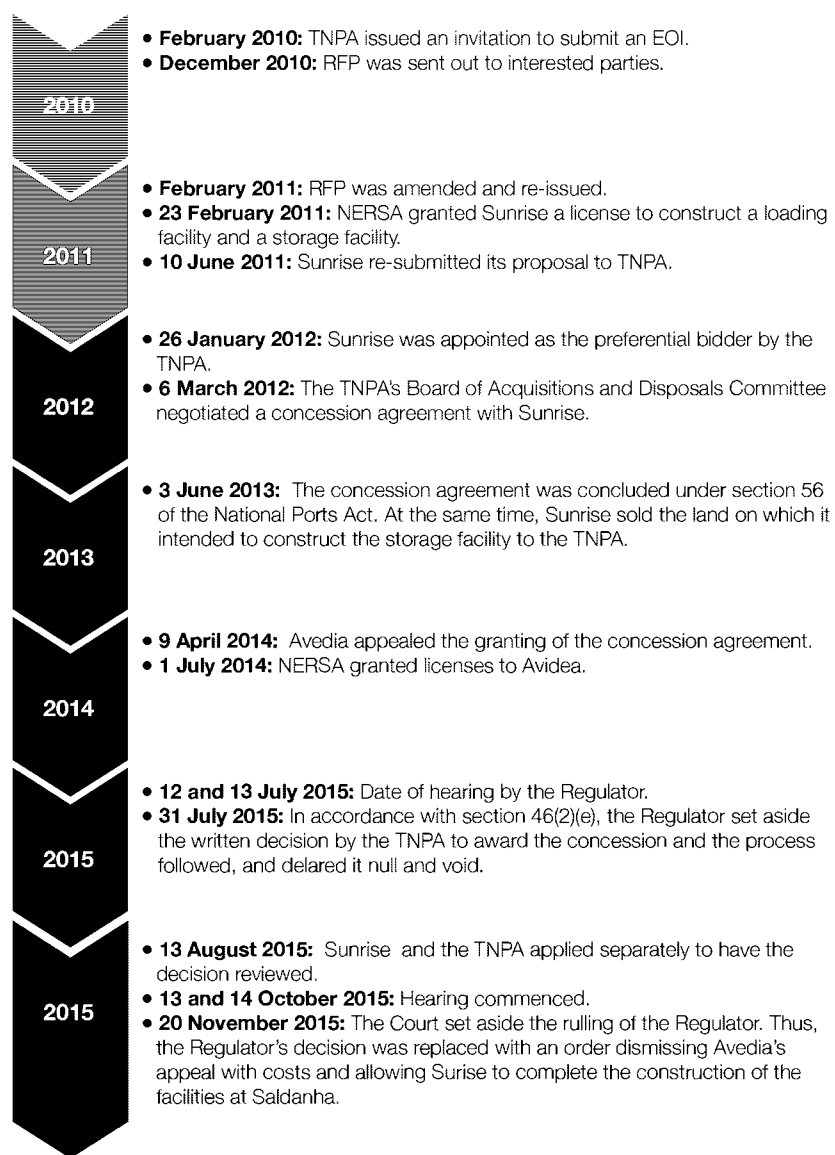 2010
• February 2010: TNPA issued an invitation to submit an EOI.
• December 2010: RFP was sent out to interested parties.
2011
• February 2011: RFP was amended and re-issued.
• 23 February 2011: NERSA granted Sunrise a license to construct a loading
facility and a storage facility.
• 10 June 2011: Sunrise re-submitted its proposal to TNPA.
2012
• 26 January 2012: Sunrise was appointed as the preferential bidder by the
TNPA.
• 6 March 2012: The TNPA's Board of Acquisitions and Disposals Committee
negotiated a concession agreement with Sunrise.
2013
• 3 June 2013: The concession agreement was concluded under section 56
of the National Ports Act. At the same time, Sunrise sold the land on which it
intended to construct the storage facility to the TNPA.
2014
• 9 April 2014: Avedia appealed the granting of the concession agreement.
• 1 July 2014: NERSA granted licenses to Avidea.
2015
• 12 and 13 July 2015: Date of hearing by the Regulator.
• 31 July 2015: In accordance with section 46(2)(e), the Regulator set aside
the written decision by the TNPA to award the concession and the process
followed, and delared it null and void.
2015
• 13 August 2015: Sunrise and the TNPA applied separately to have the
decision reviewed.
• 13 and 14 October 2015: Hearing commenced.
• 20 November 2015: The Court set aside the rulling of the Regulator. Thus,
the Regulator's decision was replaced with an order dismissing Avedia's
appeal with costs and allowing Surise to complete the construction of the
facilities at Saldanha.